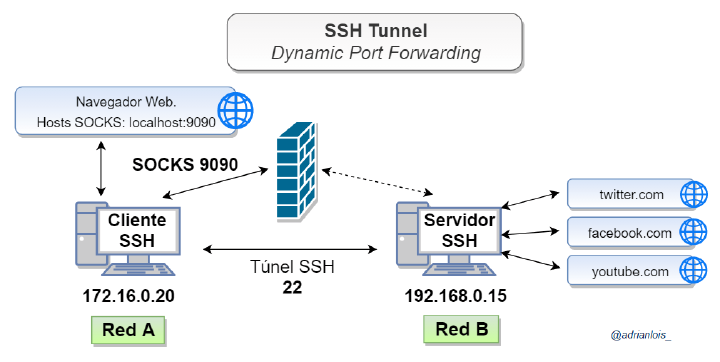 SSH Tunnel
Dynamic Port Forwarding
Navegador Web.
Hosts SOCKS: localhost:9090
SOCKS 9090
Cliente
SSH
Servidor
SSH
twitter.com
facebook.com
youtube.com
Túnel SSH
22
172.16.0.20
192.168.0.15
Red A
Red B
@adrianlois_